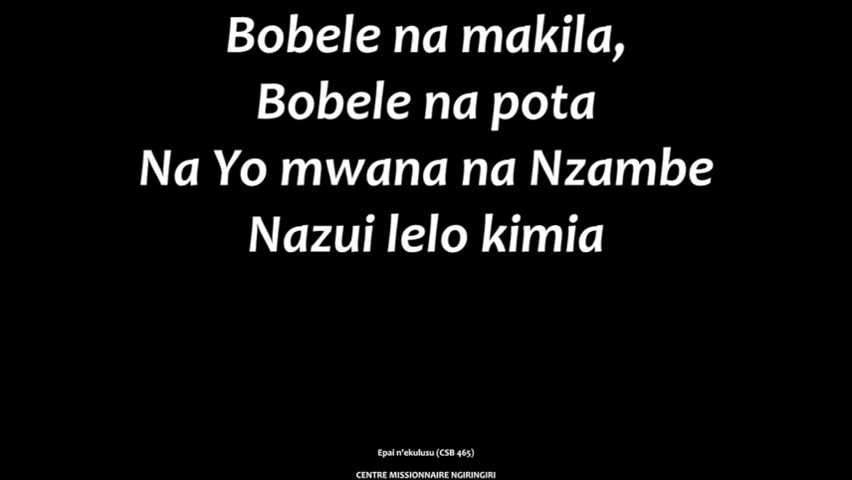 Bobele na makila,
Bobele na pota
Na Yo mwana na Nzambe
Nazui lelo kimia
Epai n'ekulusu (CSB 465)
CENTRE MISSIONNAIRE NGIRINGIRI